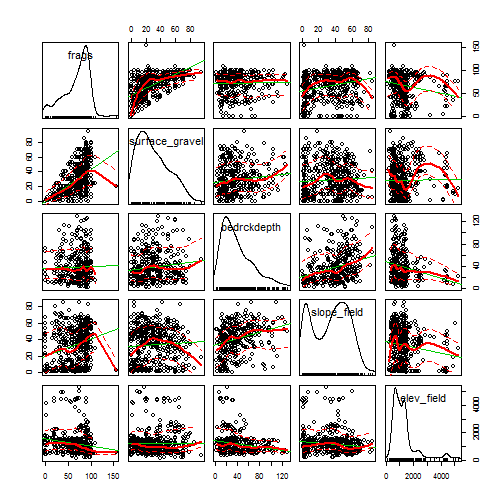 0 20 40 60 80
0 20 40 60 80
frags
0 50 100 150
0 20 40 60 80
surface_gravel
bedrckdepth
0 40 80 120
0 20 40 60 80
slope_field
elev_field
0 2000 4000
0 50 100 150
0 20 40 60 80 120
0 2000 4000